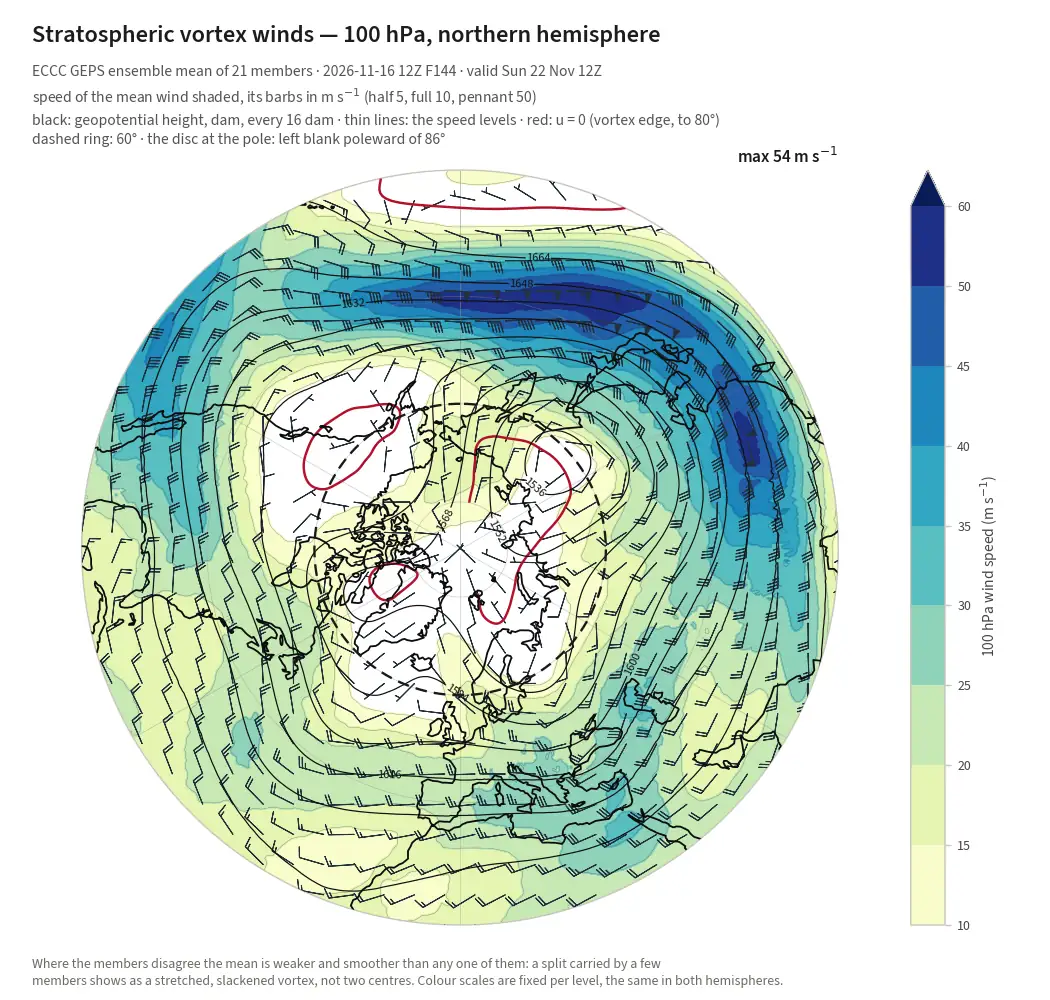 Stratospheric vortex winds — 100 hPa, northern hemisphere
ECCC GEPS ensemble mean of 21 members · 2026-11-16 12Z F144 · valid Sun 22 Nov 12Z
speed of the mean wind shaded, its barbs in m s⁻¹ (half 5, full 10, pennant 50)
black: geopotential height, dam, every 16 dam · thin lines: the speed levels · red: u = 0 (vortex edge, to 80°)
dashed ring: 60° · the disc at the pole: left blank poleward of 86°
max 54 m s⁻¹
60
50
45
40
35
30
25
20
15
10
100 hPa wind speed (m s⁻¹)
1664
1648
1632
1536
1568
1600
Where the members disagree the mean is weaker and smoother than any one of them: a split carried by a few
members shows as a stretched, slackened vortex, not two centres. Colour scales are fixed per level, the same in both hemispheres.